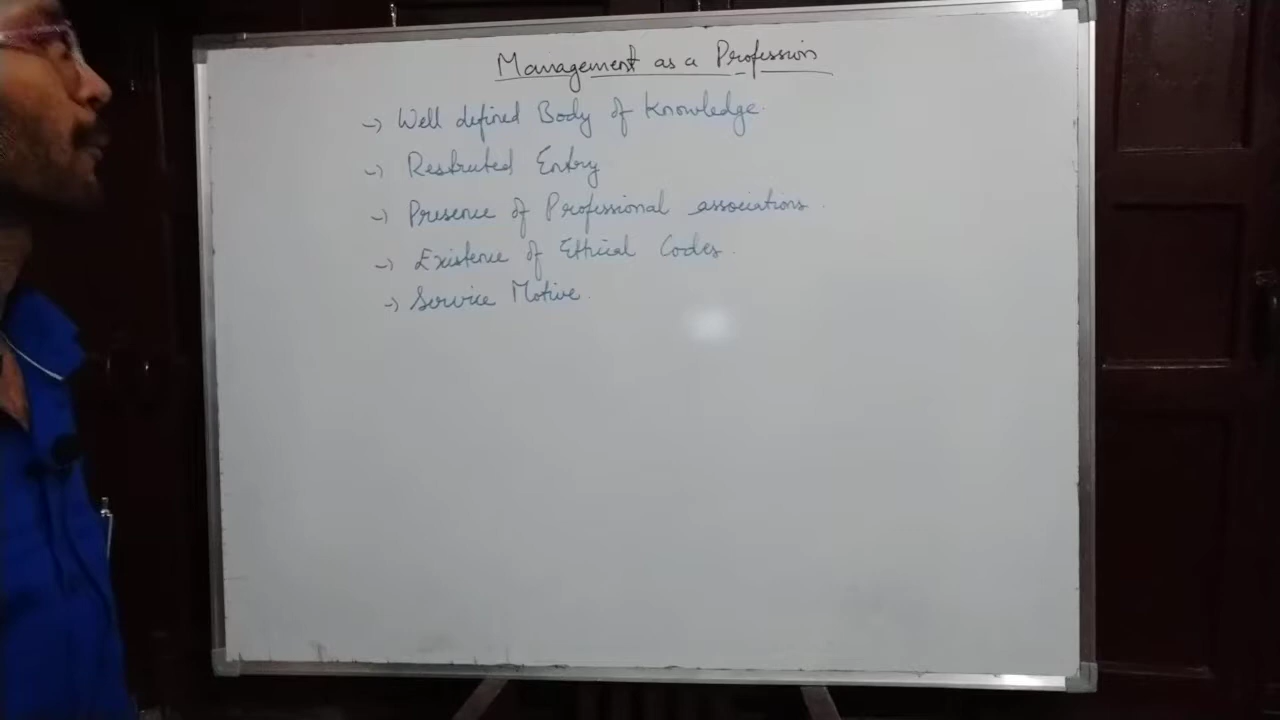 Management as a Profession
-> Well defined Body of Knowledge.
-> Restructed Entry
-> Presence of Professional associations.
-> Existence of Ethical Codes.
-> Service Motive.